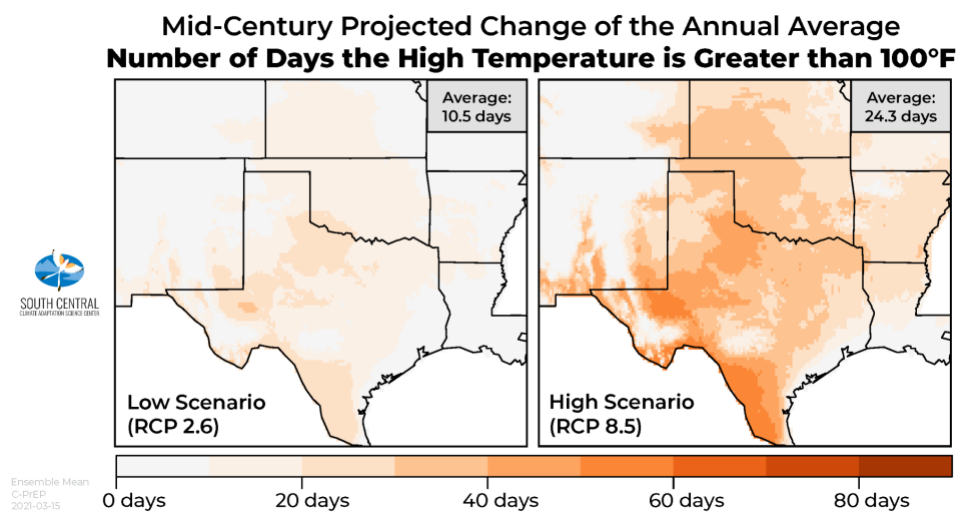 Mid-Century Projected Change of the Annual Average
Number of Days the High Temperature is Greater than 100°F
Average:
10.5 days
Average:
24.3 days
SOUTH CENTRAL
CLIMATE ADAPTATION SCIENCE CENTER
Low Scenario
(RCP 2.6)
High Scenario
(RCP 8.5)
Ensemble Mean
C-PrEP
2021-03-15
0 days
20 days
40 days
60 days
80 days